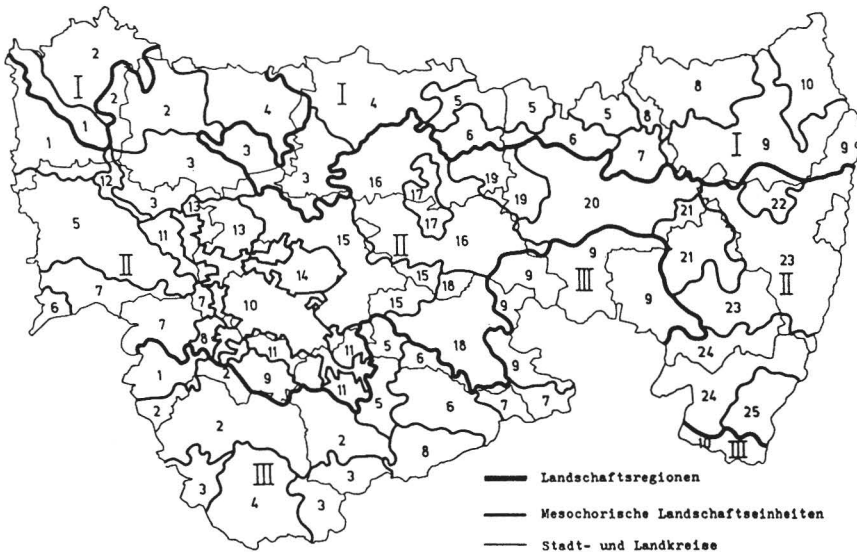 2
I 2 2 4 I 4 5 5 5 8 8 10
1 1 3 3 3 6 6 7 I 9 9
12 16 17 19 19 20 22
3 13 13 17 21
5 11 15 II 16 9 21 23
II 14 15 18 9 III II
7 6 7 10 15 9 9 23
7 8 11 11 5 6 18 24
1 2 9 11 5 9 24 25
2 6 7 7
2 2 8 10 III
III 3 3
4 3
Landschaftsregionen
Mesochorische Landschaftseinheiten
Stadt- und Landkreise